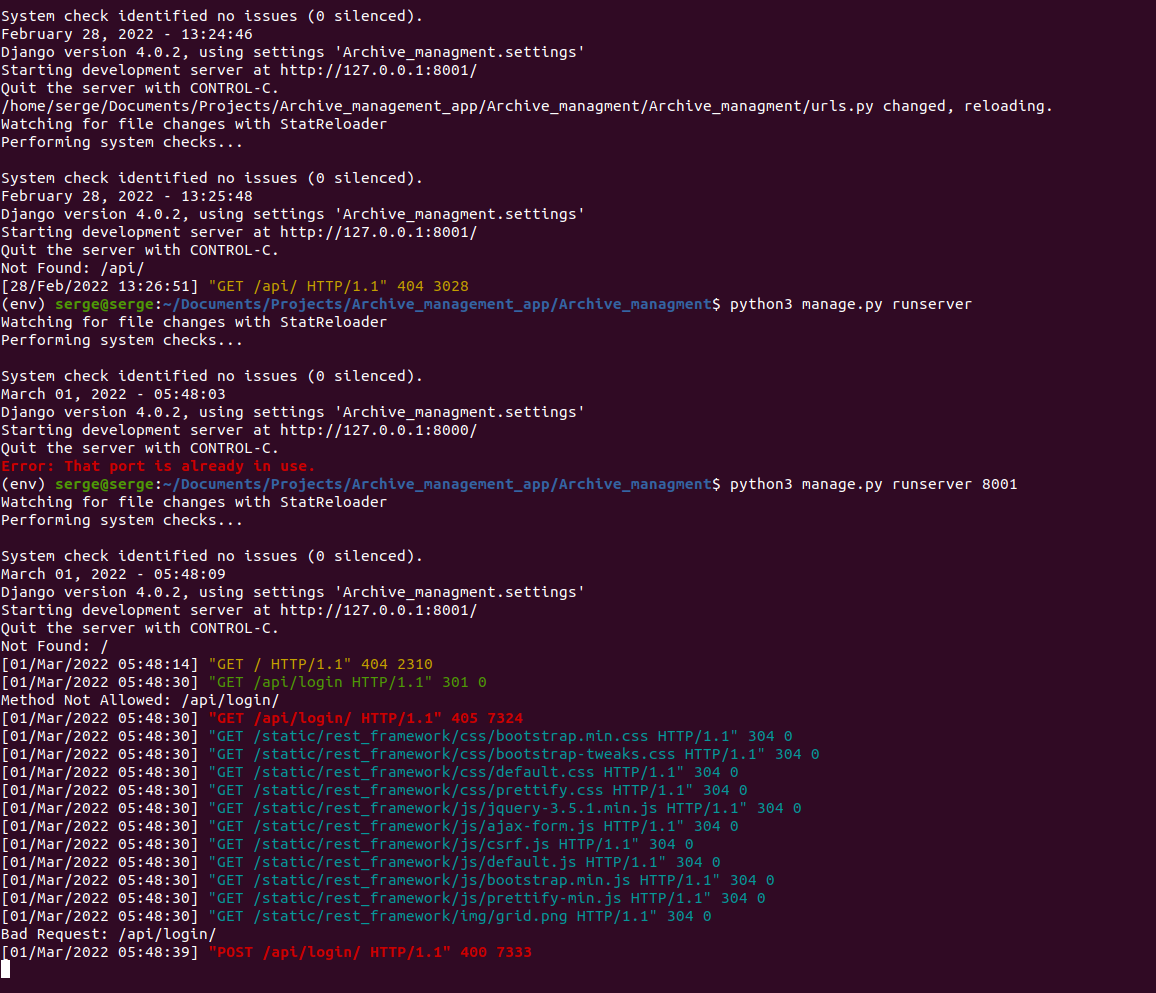 System check identified no issues (0 silenced).
February 28, 2022 - 13:24:46
Django version 4.0.2, using settings 'Archive_managment.settings'
Starting development server at http://127.0.0.1:8001/
Quit the server with CONTROL-C.
/home/serge/Documents/Projects/Archive_management_app/Archive_managment/Archive_managment/urls.py changed, reloading.
Watching for file changes with StatReloader
Performing system checks...
System check identified no issues (0 silenced).
February 28, 2022 - 13:25:48
Django version 4.0.2, using settings 'Archive_managment.settings'
Starting development server at http://127.0.0.1:8001/
Quit the server with CONTROL-C.
Not Found: /api/
[28/Feb/2022 13:26:51] "GET /api/ HTTP/1.1" 404 3028
(env) serge@serge:~/Documents/Projects/Archive_management_app/Archive_managment$ python3 manage.py runserver
Watching for file changes with StatReloader
Performing system checks...
System check identified no issues (0 silenced).
March 01, 2022 - 05:48:03
Django version 4.0.2, using settings 'Archive_managment.settings'
Starting development server at http://127.0.0.1:8000/
Quit the server with CONTROL-C.
Error: That port is already in use.
(env) serge@serge:~/Documents/Projects/Archive_management_app/Archive_managment$ python3 manage.py runserver 8001
Watching for file changes with StatReloader
Performing system checks...
System check identified no issues (0 silenced).
March 01, 2022 - 05:48:09
Django version 4.0.2, using settings 'Archive_managment.settings'
Starting development server at http://127.0.0.1:8001/
Quit the server with CONTROL-C.
Not Found: /
[01/Mar/2022 05:48:14] "GET / HTTP/1.1" 404 2310
[01/Mar/2022 05:48:30] "GET /api/login HTTP/1.1" 301 0
Method Not Allowed: /api/login/
[01/Mar/2022 05:48:30] "GET /api/login/ HTTP/1.1" 405 7324
[01/Mar/2022 05:48:30] "GET /static/rest_framework/css/bootstrap.min.css HTTP/1.1" 304 0
[01/Mar/2022 05:48:30] "GET /static/rest_framework/css/bootstrap-tweaks.css HTTP/1.1" 304 0
[01/Mar/2022 05:48:30] "GET /static/rest_framework/css/default.css HTTP/1.1" 304 0
[01/Mar/2022 05:48:30] "GET /static/rest_framework/css/prettify.css HTTP/1.1" 304 0
[01/Mar/2022 05:48:30] "GET /static/rest_framework/js/jquery-3.5.1.min.js HTTP/1.1" 304 0
[01/Mar/2022 05:48:30] "GET /static/rest_framework/js/ajax-form.js HTTP/1.1" 304 0
[01/Mar/2022 05:48:30] "GET /static/rest_framework/js/csrf.js HTTP/1.1" 304 0
[01/Mar/2022 05:48:30] "GET /static/rest_framework/js/default.js HTTP/1.1" 304 0
[01/Mar/2022 05:48:30] "GET /static/rest_framework/js/bootstrap.min.js HTTP/1.1" 304 0
[01/Mar/2022 05:48:30] "GET /static/rest_framework/js/prettify-min.js HTTP/1.1" 304 0
[01/Mar/2022 05:48:30] "GET /static/rest_framework/img/grid.png HTTP/1.1" 304 0
Bad Request: /api/login/
[01/Mar/2022 05:48:39] "POST /api/login/ HTTP/1.1" 400 7333